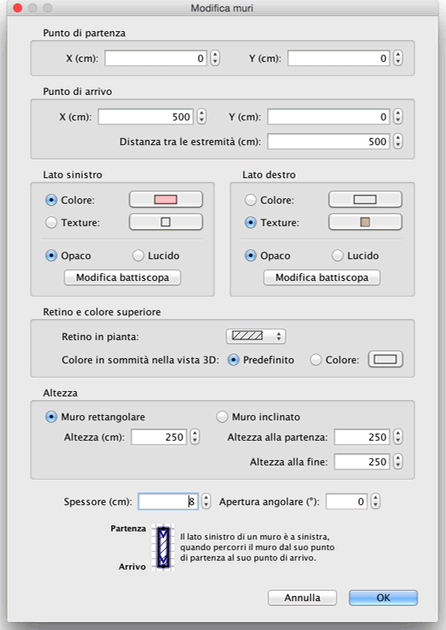 Modifica muri
Punto di partenza
X (cm): 0 Y (cm): 0
Punto di arrivo
X (cm): 500 Y (cm): 0
Distanza tra le estremità (cm): 500
Lato sinistro
Colore:
Texture:
Opaco Lucido
Modifica battiscopa
Lato destro
Colore:
Texture:
Opaco Lucido
Modifica battiscopa
Retino e colore superiore
Retino in pianta:
Colore in sommità nella vista 3D: Predefinito Colore:
Altezza
Muro rettangolare Muro inclinato
Altezza (cm): 250 Altezza alla partenza: 250
Altezza alla fine: 250
Spessore (cm): 8 Apertura angolare (°): 0
Partenza
Arrivo
Il lato sinistro di un muro è a sinistra,
quando percorri il muro dal suo punto
di partenza al suo punto di arrivo.
Annulla OK